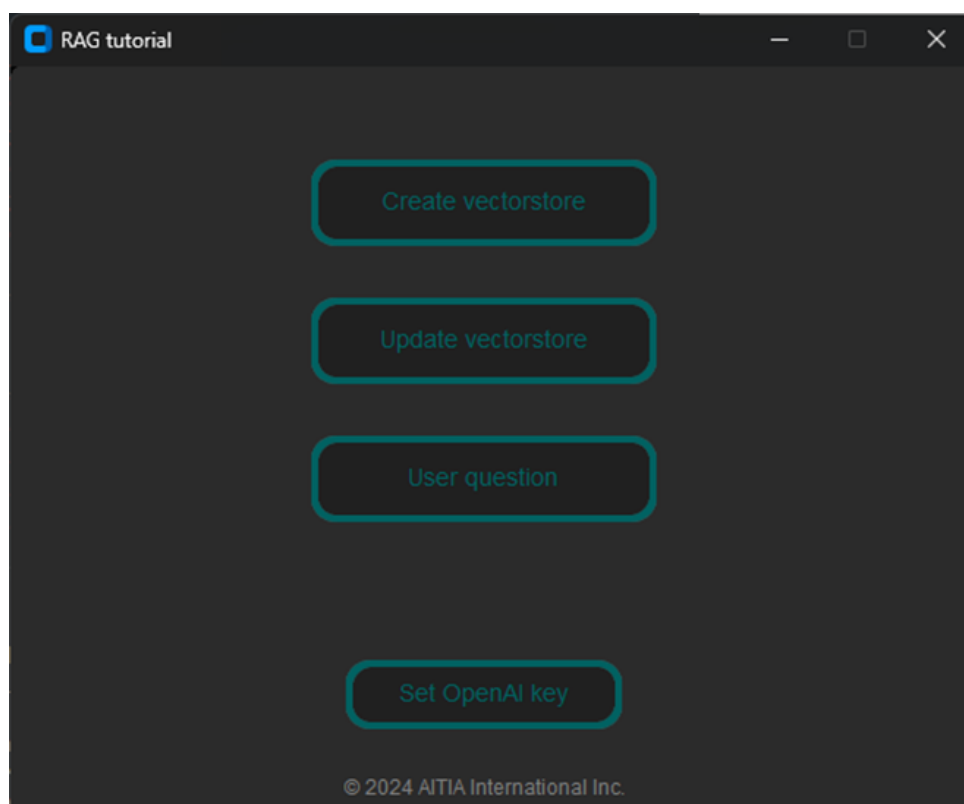 RAG tutorial
Create vectorstore
Update vectorstore
User question
Set OpenAI key
© 2024 AITIA International Inc.